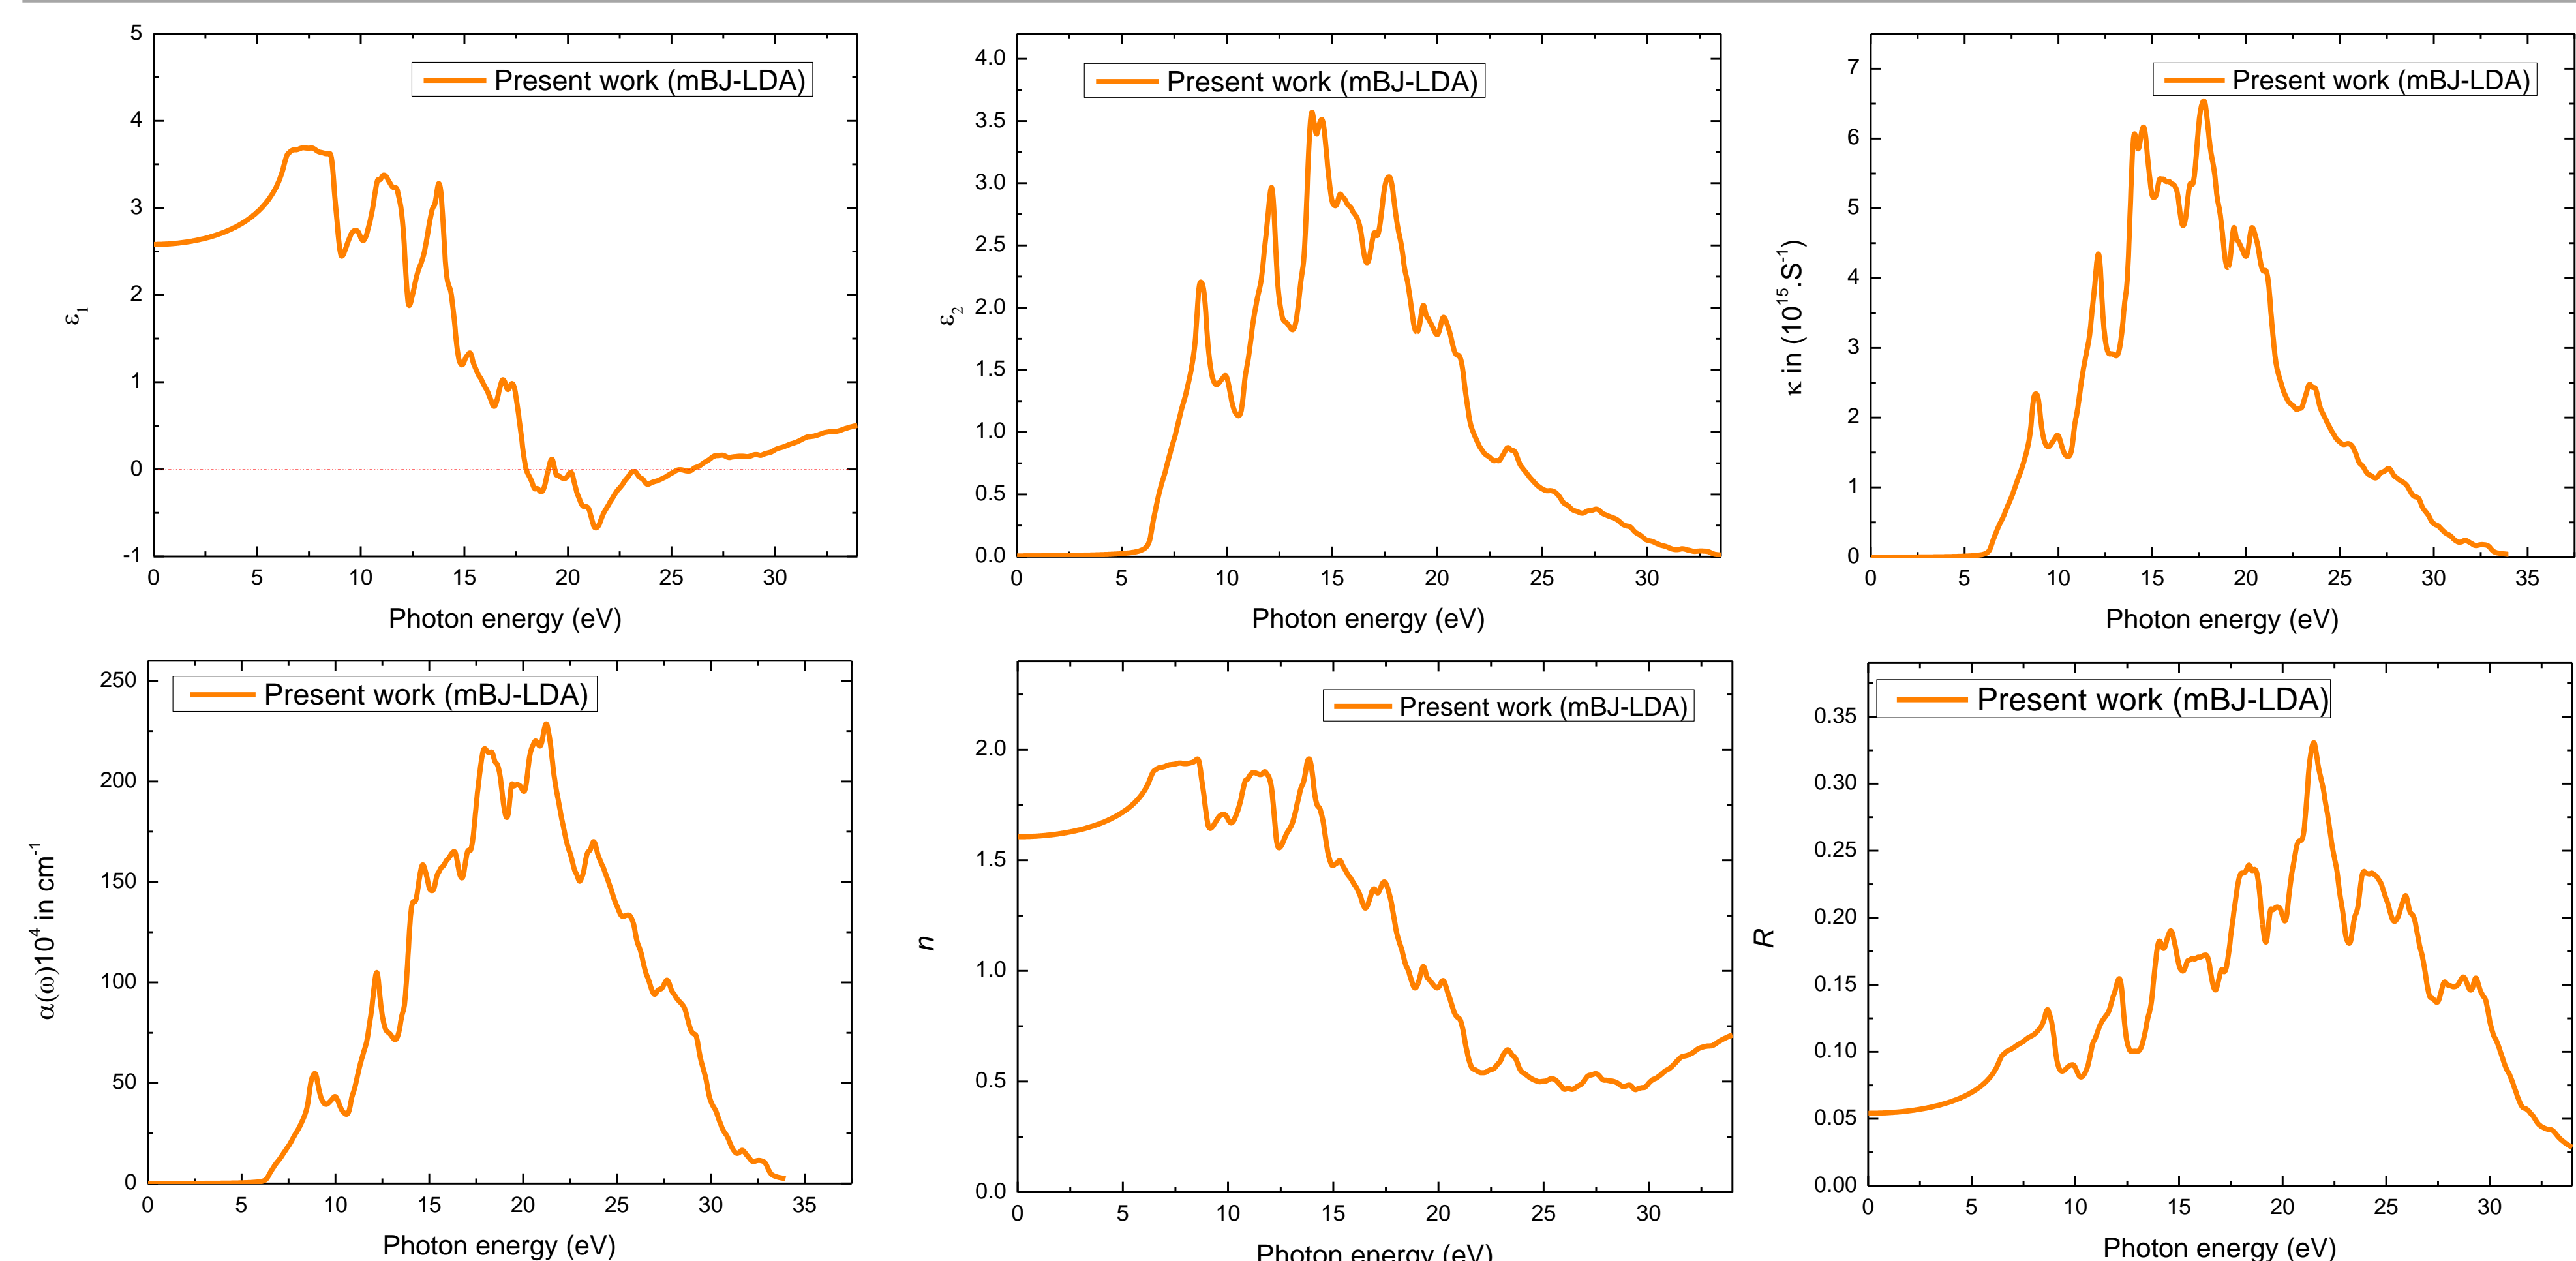 5
4
3
2
1
0
-1
ε1
Present work (mBJ-LDA)
0 5 10 15 20 25 30
Photon energy (eV)
4.0
3.5
3.0
2.5
2.0
1.5
1.0
0.5
0.0
ε2
Present work (mBJ-LDA)
0 5 10 15 20 25 30
Photon energy (eV)
7
6
5
4
3
2
1
0
κ in (10^15.S^-1)
Present work (mBJ-LDA)
0 5 10 15 20 25 30 35
Photon energy (eV)
250
200
150
100
50
0
α(ω)10^4 in cm^-1
Present work (mBJ-LDA)
0 5 10 15 20 25 30 35
Photon energy (eV)
2.0
1.5
1.0
0.5
0.0
n
Present work (mBJ-LDA)
0 5 10 15 20 25 30
Photon energy (eV)
0.35
0.30
0.25
0.20
0.15
0.10
0.05
0.00
R
Present work (mBJ-LDA)
0 5 10 15 20 25 30
Photon energy (eV)